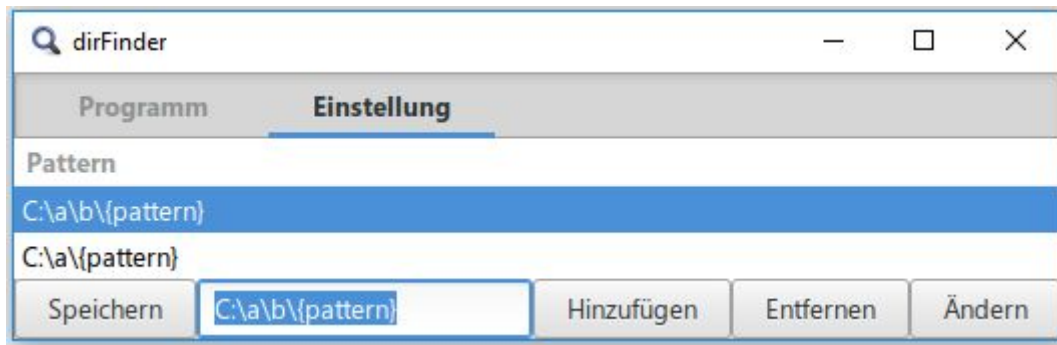 dirFinder
Programm Einstellung
Pattern
C:\a\b\{pattern}
C:\a\{pattern}
Speichern C:\a\b\{pattern} Hinzufügen Entfernen Ändern